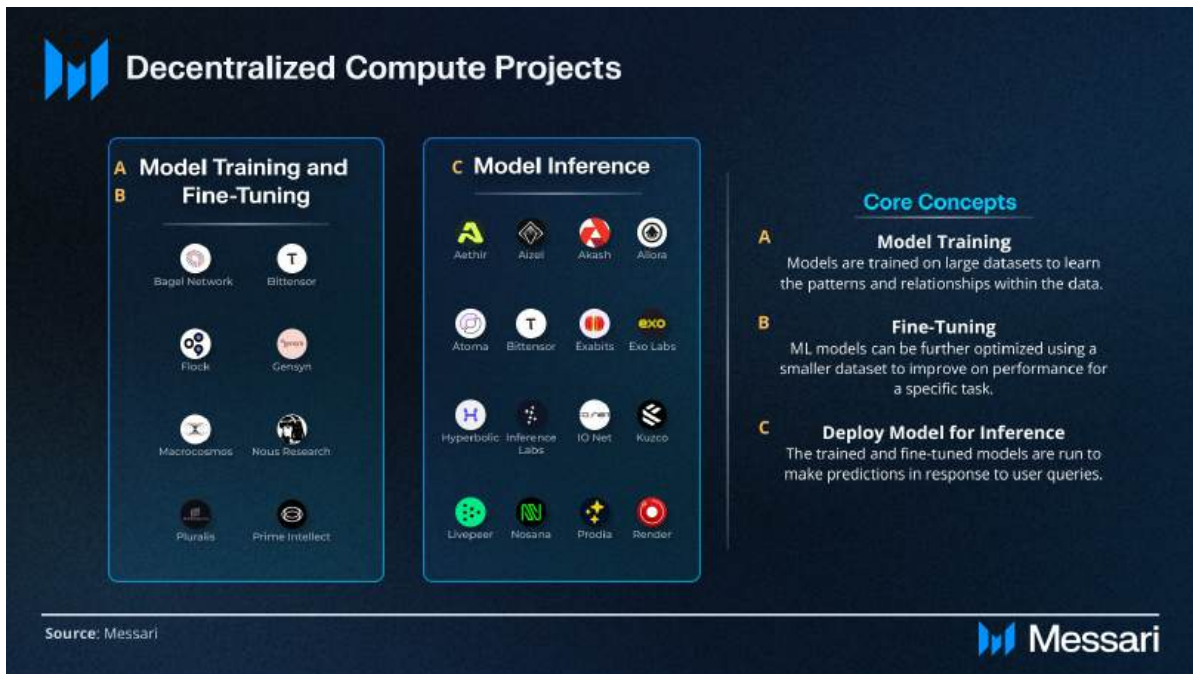 Decentralized Compute Projects
A Model Training and
B Fine-Tuning
Bagel Network Bittensor
Flock Gensyn
Macrocosmos Nous Research
Pluralis Prime Intellect
C Model Inference
Aethir Aizel Akash Allora
Atoma Bittensor Exabits Exo Labs
exo
Hyperbolic Inference Labs IO Net Kuzco
io.net
Livepeer Nosana Prodia Render
Core Concepts
A Model Training
Models are trained on large datasets to learn
the patterns and relationships within the data.
B Fine-Tuning
ML models can be further optimized using a
smaller dataset to improve on performance for
a specific task.
C Deploy Model for Inference
The trained and fine-tuned models are run to
make predictions in response to user queries.
Source: Messari
Messari